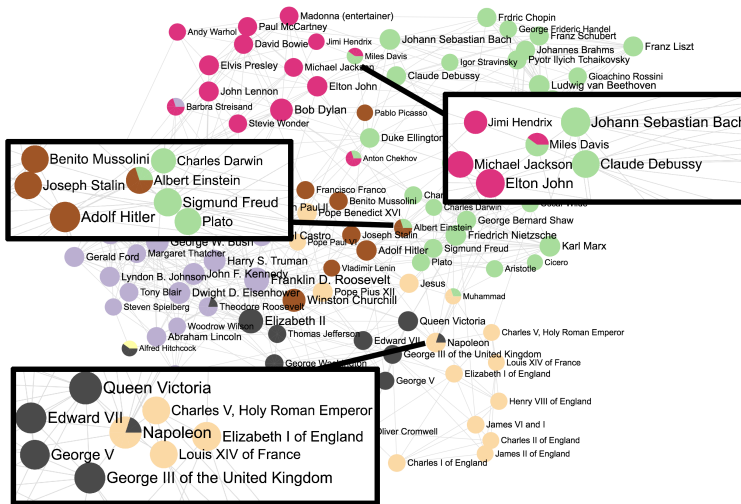 Madonna (entertainer)
Frdric Chopin
Andy Warhol
Paul McCartney
George Frideric Handel
David Bowie
Jimi Hendrix
Johann Sebastian Bach
Franz Schubert
Franz Liszt
Miles Davis
Johannes Brahms
Elvis Presley
Michael Jackson
Igor Stravinsky
Pyotr Ilyich Tchaikovsky
Claude Debussy
Gioachino Rossini
John Lennon
Elton John
Ludwig van Beethoven
Barbra Streisand
Bob Dylan
Pablo Picasso
Stevie Wonder
Duke Ellington
Anton Chekhov
Jimi Hendrix
Johann Sebastian Bach
Miles Davis
Michael Jackson
Claude Debussy
Elton John
Benito Mussolini
Charles Darwin
Joseph Stalin
Albert Einstein
Sigmund Freud
Adolf Hitler
Plato
Francisco Franco
Benito Mussolini
Pope Benedict XVI
Charles Darwin
George Bernard Shaw
Albert Einstein
Castro
Joseph Stalin
Friedrich Nietzsche
Pope Paul VI
Adolf Hitler
Sigmund Freud
Karl Marx
George W. Bush
Margaret Thatcher
Gerald Ford
Harry S. Truman
Plato
Cicero
Vladimir Lenin
Aristotle
Lyndon B. Johnson
John F. Kennedy
Franklin D. Roosevelt
Jesus
Tony Blair
Dwight D. Eisenhower
Pope Pius XII
Muhammad
Steven Spielberg
Theodore Roosevelt
Winston Churchill
Elizabeth II
Queen Victoria
Woodrow Wilson
Thomas Jefferson
Charles V, Holy Roman Emperor
Abraham Lincoln
Edward VII
Napoleon
Alfred Hitchcock
George III of the United Kingdom
George Washington
Louis XIV of France
Elizabeth I of England
George V
Henry VIII of England
James VI and I
Oliver Cromwell
Charles II of England
James II of England
Charles I of England
Queen Victoria
Charles V, Holy Roman Emperor
Edward VII
Napoleon
Elizabeth I of England
George V
Louis XIV of France
George III of the United Kingdom